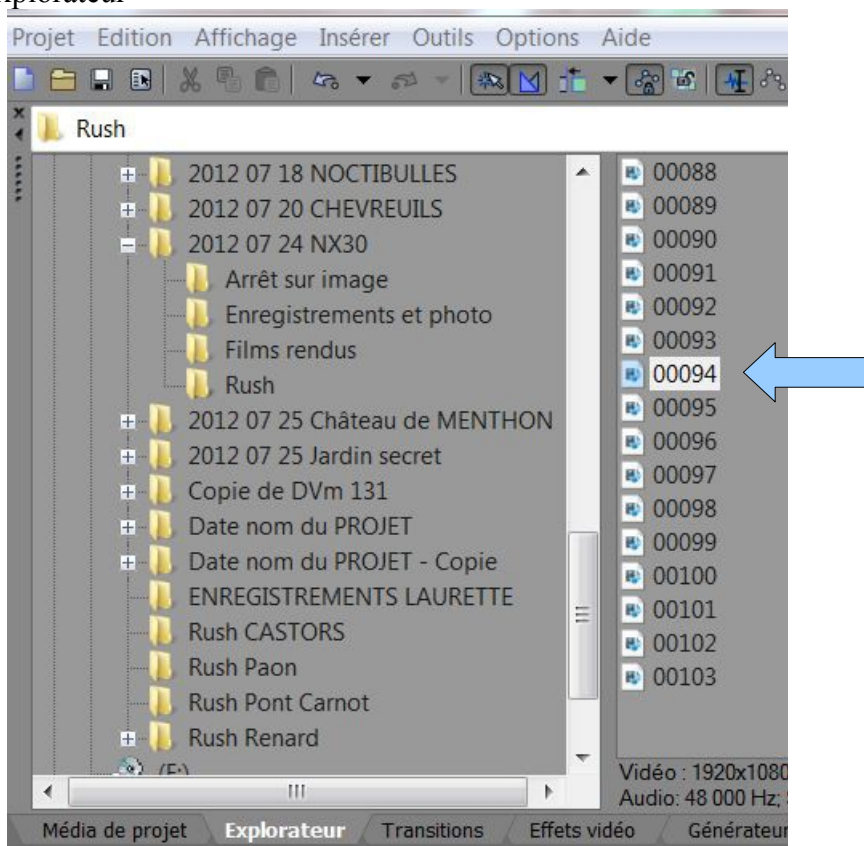 Projet Edition Affichage Insérer Outils Options Aide
Rush
2012 07 18 NOCTIBULLES
2012 07 20 CHEVREUILS
2012 07 24 NX30
Arrêt sur image
Enregistrements et photo
Films rendus
Rush
2012 07 25 Château de MENTHON
2012 07 25 Jardin secret
Copie de DVm 131
Date nom du PROJET
Date nom du PROJET - Copie
ENREGISTREMENTS LAURETTE
Rush CASTORS
Rush Paon
Rush Pont Carnot
Rush Renard
00088
00089
00090
00091
00092
00093
00094
00095
00096
00097
00098
00099
00100
00101
00102
00103
Vidéo : 1920x1080
Audio: 48 000 Hz;
Média de projet Explorateur Transitions Effets vidéo Générateur